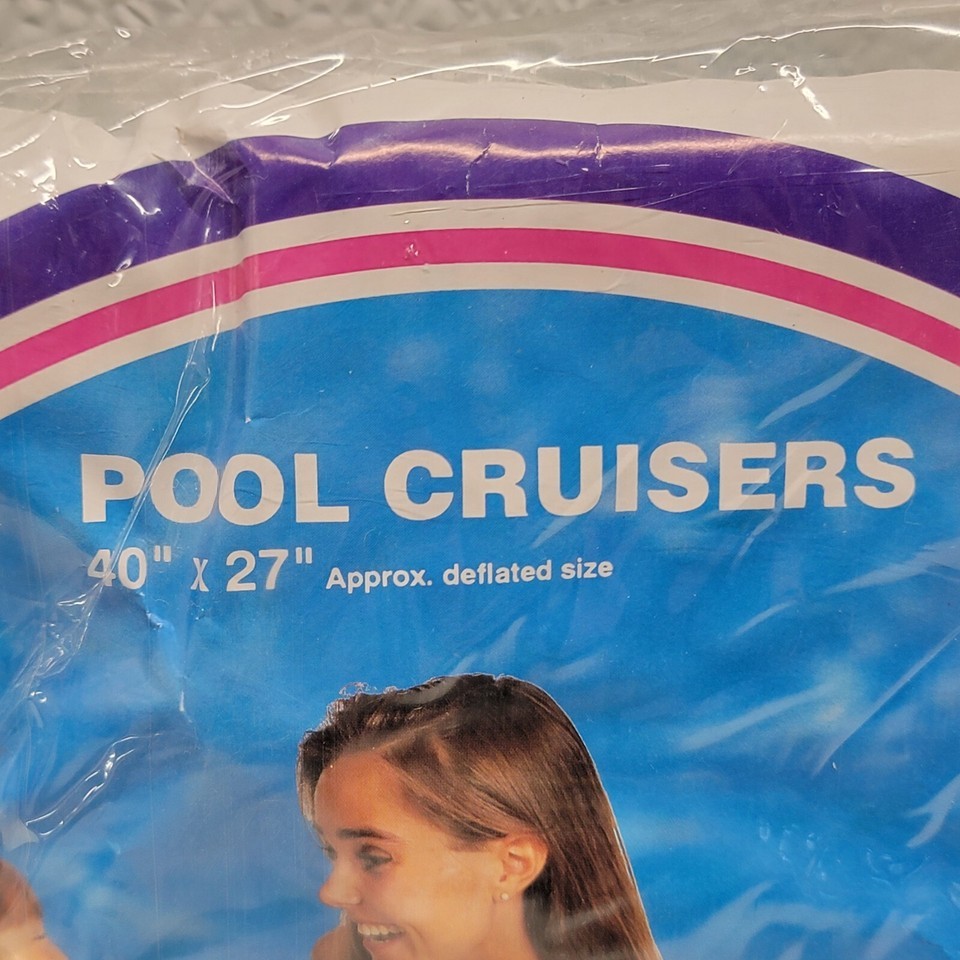 POOL CRUISERS
40" x 27" Approx. deflated size